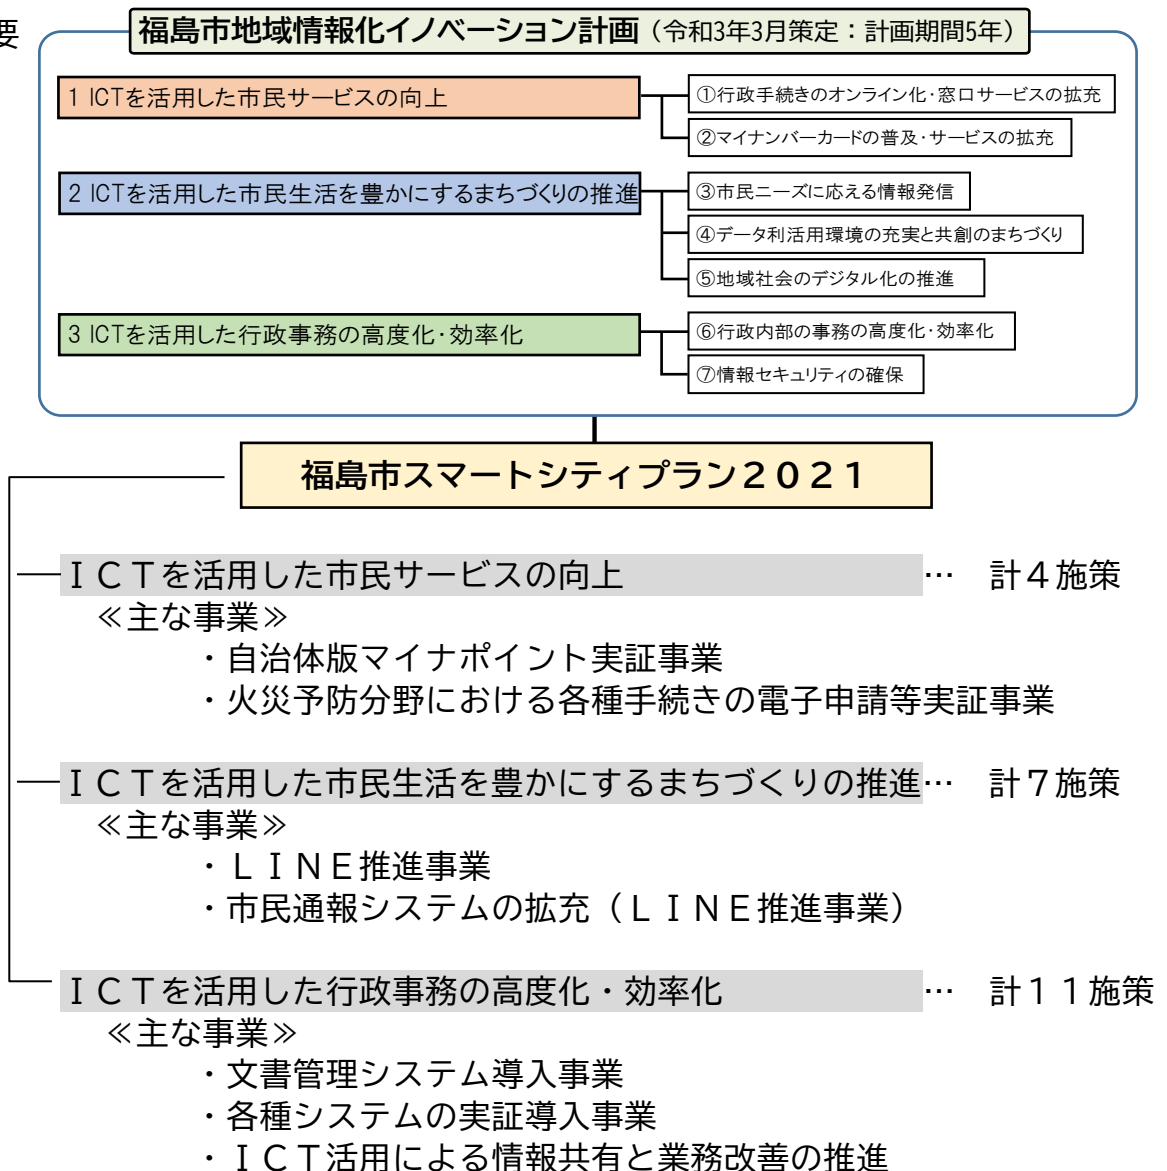 要
福島市地域情報化イノベーション計画（令和3年3月策定：計画期間5年）
1 ICTを活用した市民サービスの向上
①行政手続きのオンライン化・窓口サービスの拡充
②マイナンバーカードの普及・サービスの拡充
2 ICTを活用した市民生活を豊かにするまちづくりの推進
③市民ニーズに応える情報発信
④データ利活用環境の充実と共創のまちづくり
⑤地域社会のデジタル化の推進
3 ICTを活用した行政事務の高度化・効率化
⑥行政内部の事務の高度化・効率化
⑦情報セキュリティの確保
福島市スマートシティプラン２０２１
ＩＣＴを活用した市民サービスの向上 … 計４施策
≪主な事業≫
・自治体版マイナポイント実証事業
・火災予防分野における各種手続きの電子申請等実証事業
ＩＣＴを活用した市民生活を豊かにするまちづくりの推進… 計７施策
≪主な事業≫
・ＬＩＮＥ推進事業
・市民通報システムの拡充（ＬＩＮＥ推進事業）
ＩＣＴを活用した行政事務の高度化・効率化 … 計１１施策
≪主な事業≫
・文書管理システム導入事業
・各種システムの実証導入事業
・ＩＣＴ活用による情報共有と業務改善の推進